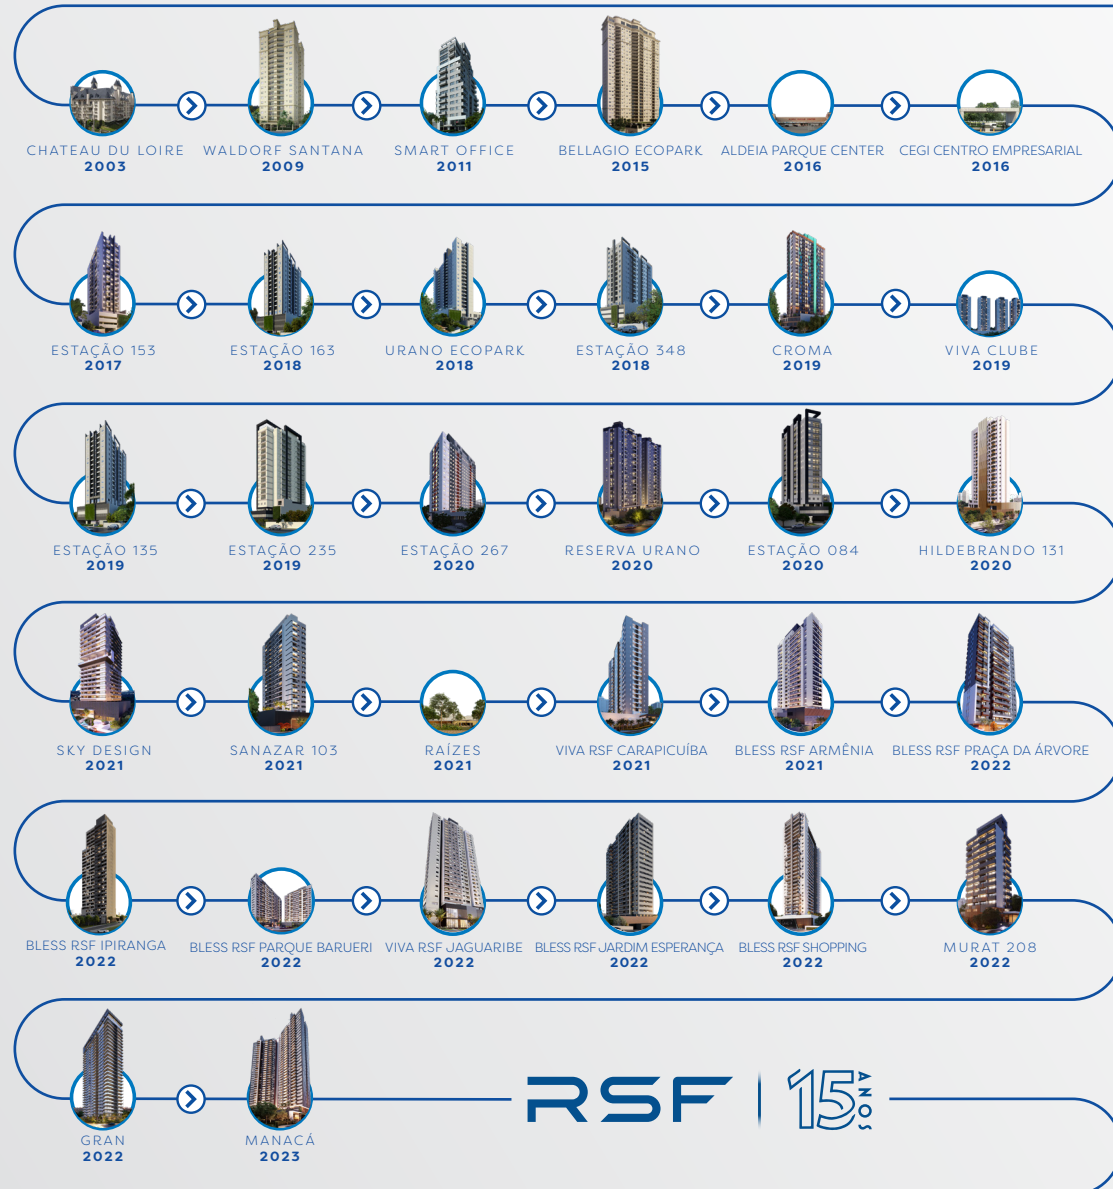 CHATEAU DU LOIRE
2003
WALDORF SANTANA
2009
SMART OFFICE
2011
BELLAGIO ECOPARK
2015
ALDEIA PARQUE CENTER
2016
CEGI CENTRO EMPRESARIAL
2016
ESTAÇÃO 153
2017
ESTAÇÃO 163
2018
URANO ECOPARK
2018
ESTAÇÃO 348
2018
CROMA
2019
VIVA CLUBE
2019
ESTAÇÃO 135
2019
ESTAÇÃO 235
2019
ESTAÇÃO 267
2020
RESERVA URANO
2020
ESTAÇÃO 084
2020
HILDEBRANDO 131
2020
SKY DESIGN
2021
SANAZAR 103
2021
RAÍZES
2021
VIVA RSF CARAPICUÍBA
2021
BLESS RSF ARMÊNIA
2021
BLESS RSF PRAÇA DA ÁRVORE
2022
BLESS RSF IPIRANGA
2022
BLESS RSF PARQUE BARUERI
2022
VIVA RSF JAGUARIBE
2022
BLESS RSF JARDIM ESPERANÇA
2022
BLESS RSF SHOPPING
2022
MURAT 208
2022
GRAN
2022
MANACÁ
2023
RSF
15 ANOS